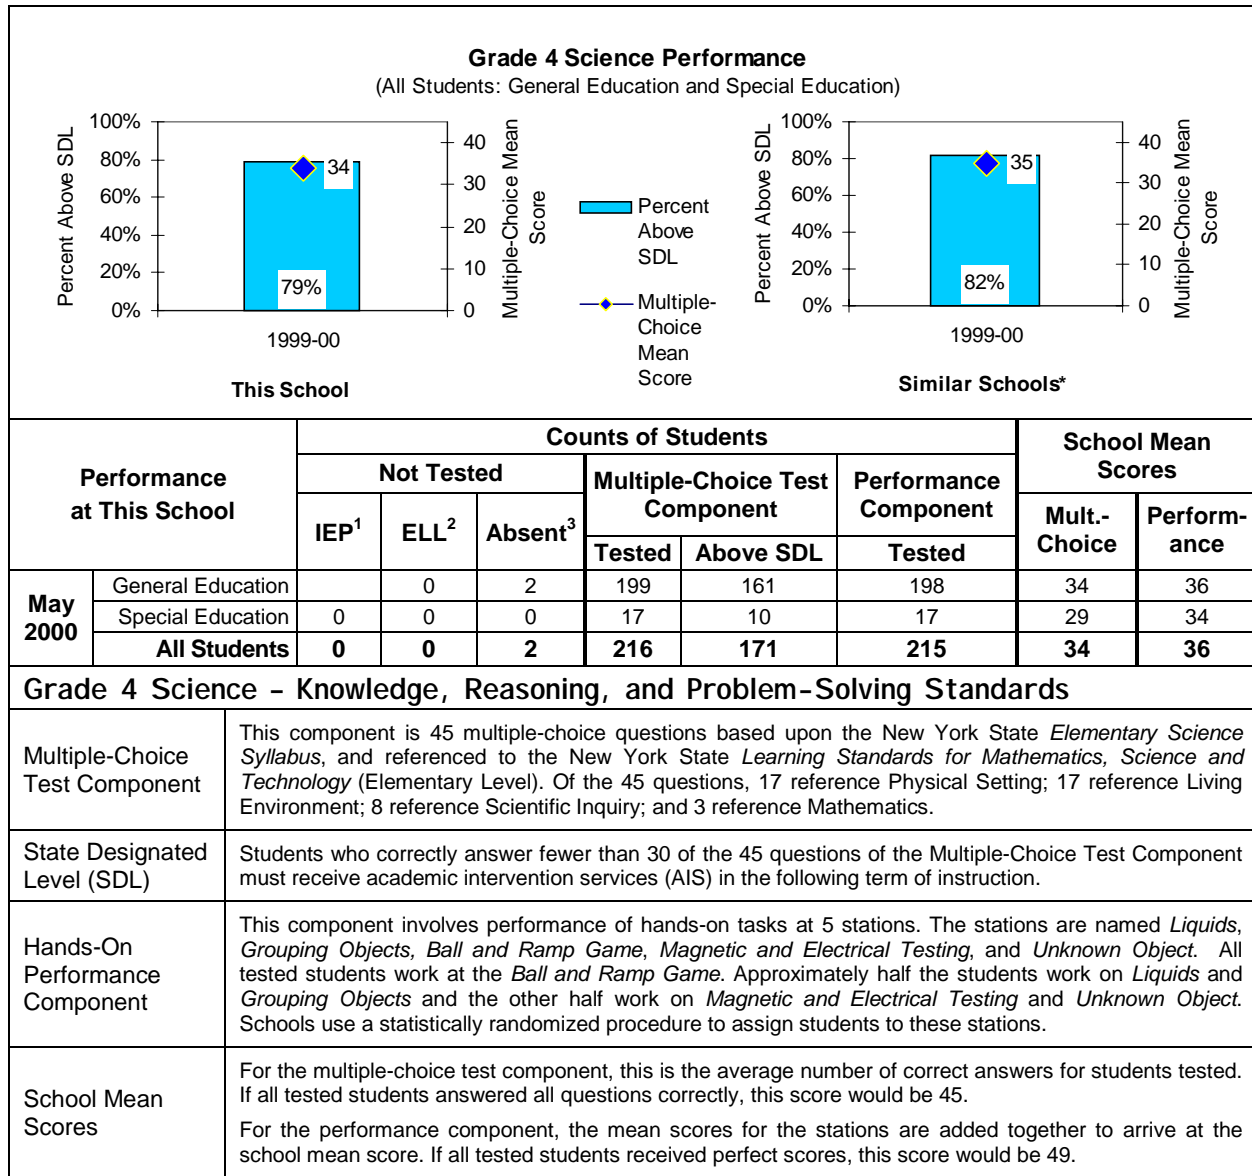 Grade 4 Science Performance
(All Students: General Education and Special Education)
Percent Above SDL
100%
80%
60%
40%
20%
0%
34
79%
1999-00
40
30
20
10
0
Multiple-Choice Mean
Score
This School
Percent
Above
SDL
Multiple-
Choice
Mean
Score
Percent Above SDL
100%
80%
60%
40%
20%
0%
35
82%
1999-00
40
30
20
10
0
Multiple-Choice Mean
Score
Similar Schools*
Performance
at This School
Counts of Students
School Mean
Scores
Not Tested
Multiple-Choice Test
Component
Performance
Component
IEP1 ELL2 Absent3
Mult.-
Choice
Perform-
ance
Tested Above SDL Tested
May
2000
General Education 0 2 199 161 198 34 36
Special Education 0 0 0 17 10 17 29 34
All Students 0 0 2 216 171 215 34 36
Grade 4 Science – Knowledge, Reasoning, and Problem-Solving Standards
Multiple-Choice
Test Component
This component is 45 multiple-choice questions based upon the New York State Elementary Science
Syllabus, and referenced to the New York State Learning Standards for Mathematics, Science and
Technology (Elementary Level). Of the 45 questions, 17 reference Physical Setting; 17 reference Living
Environment; 8 reference Scientific Inquiry; and 3 reference Mathematics.
State Designated
Level (SDL)
Students who correctly answer fewer than 30 of the 45 questions of the Multiple-Choice Test Component
must receive academic intervention services (AIS) in the following term of instruction.
Hands-On
Performance
Component
This component involves performance of hands-on tasks at 5 stations. The stations are named Liquids,
Grouping Objects, Ball and Ramp Game, Magnetic and Electrical Testing, and Unknown Object. All
tested students work at the Ball and Ramp Game. Approximately half the students work on Liquids and
Grouping Objects and the other half work on Magnetic and Electrical Testing and Unknown Object.
Schools use a statistically randomized procedure to assign students to these stations.
School Mean
Scores
For the multiple-choice test component, this is the average number of correct answers for students tested.
If all tested students answered all questions correctly, this score would be 45.
For the performance component, the mean scores for the stations are added together to arrive at the
school mean score. If all tested students received perfect scores, this score would be 49.